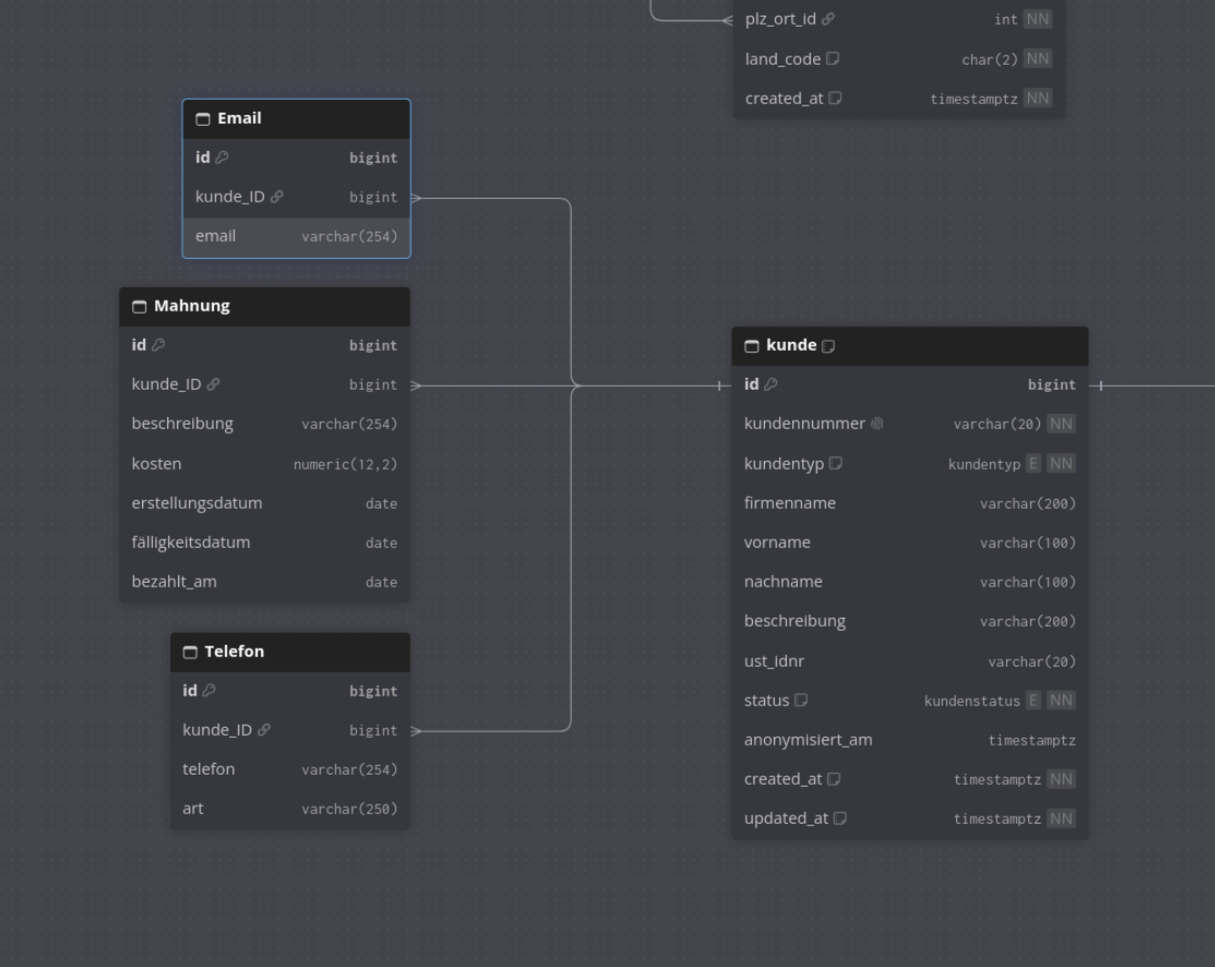 plz_ort_id int NN
land_code char(2) NN
created_at timestamptz NN
Email
id bigint
kunde_ID bigint
email varchar(254)
Mahnung
id bigint
kunde_ID bigint
beschreibung varchar(254)
kosten numeric(12,2)
erstellungsdatum date
fälligkeitsdatum date
bezahlt_am date
Telefon
id bigint
kunde_ID bigint
telefon varchar(254)
art varchar(250)
kunde
id bigint
kundennummer varchar(20) NN
kundentyp kundentyp E NN
firmenname varchar(200)
vorname varchar(100)
nachname varchar(100)
beschreibung varchar(200)
ust_idnr varchar(20)
status kundenstatus E NN
anonymisiert_am timestamptz
created_at timestamptz NN
updated_at timestamptz NN